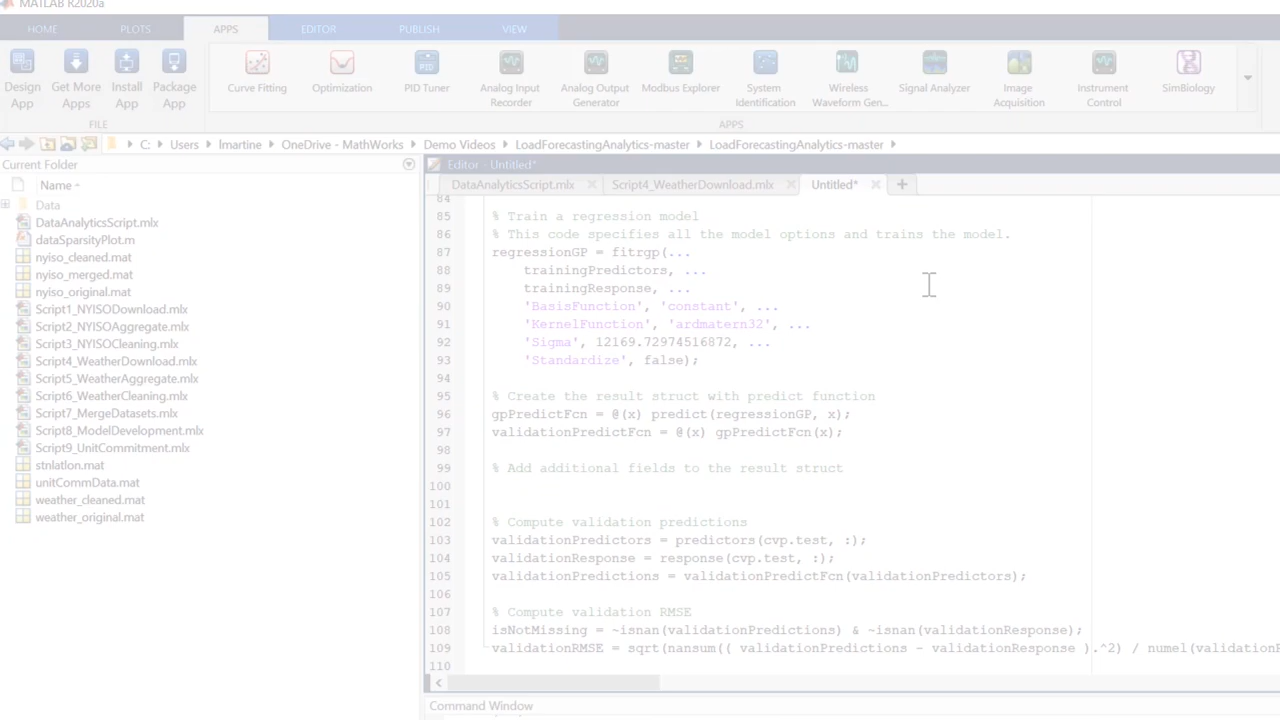 MATLAB R2020a
HOME PLOTS APPS EDITOR PUBLISH VIEW
Design App
Get More Apps
Install App
Package App
Curve Fitting
Optimization
PID Tuner
Analog Input Recorder
Analog Output Generator
Modbus Explorer
System Identification
Wireless Waveform Gen...
Signal Analyzer
Image Acquisition
Instrument Control
SimBiology
FILE
APPS
C: Users lmartine OneDrive - MathWorks Demo Videos LoadForecastingAnalytics-master LoadForecastingAnalytics-master
Current Folder
Name
Data
DataAnalyticsScript.mlx
dataSparsityPlot.m
nyiso_cleaned.mat
nyiso_merged.mat
nyiso_original.mat
Script1_NYISODownload.mlx
Script2_NYISOAggregate.mlx
Script3_NYISOCleaning.mlx
Script4_WeatherDownload.mlx
Script5_WeatherAggregate.mlx
Script6_WeatherCleaning.mlx
Script7_MergeDatasets.mlx
Script8_ModelDevelopment.mlx
Script9_UnitCommitment.mlx
stnlatlon.mat
unitCommData.mat
weather_cleaned.mat
weather_original.mat
Editor - Untitled*
DataAnalyticsScript.mlx Script4_WeatherDownload.mlx Untitled*
84
85 % Train a regression model
86 % This code specifies all the model options and trains the model.
87 regressionGP = fitrgp(...
88 trainingPredictors, ...
89 trainingResponse, ...
90 'BasisFunction', 'constant', ...
91 'KernelFunction', 'ardmatern32', ...
92 'Sigma', 12169.72974516872, ...
93 'Standardize', false);
94
95 % Create the result struct with predict function
96 gpPredictFcn = @(x) predict(regressionGP, x);
97 validationPredictFcn = @(x) gpPredictFcn(x);
98
99 % Add additional fields to the result struct
100
101
102 % Compute validation predictions
103 validationPredictors = predictors(cvp.test, :);
104 validationResponse = response(cvp.test, :);
105 validationPredictions = validationPredictFcn(validationPredictors);
106
107 % Compute validation RMSE
108 isNotMissing = ~isnan(validationPredictions) & ~isnan(validationResponse);
109 validationRMSE = sqrt(nansum(( validationPredictions - validationResponse ).^2) / numel(validationR
110
Command Window